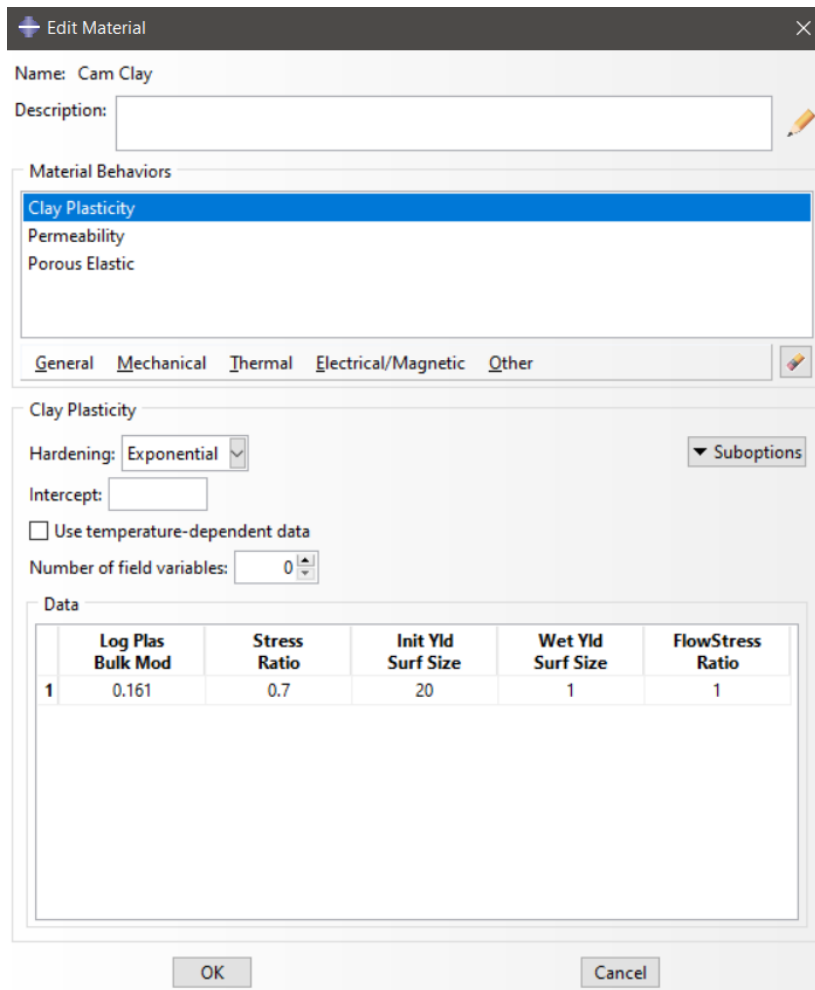 Edit Material
Name: Cam Clay
Description:
Material Behaviors
Clay Plasticity
Permeability
Porous Elastic
General Mechanical Thermal Electrical/Magnetic Other
Clay Plasticity
Hardening: Exponential
Suboptions
Intercept:
Use temperature-dependent data
Number of field variables: 0
Data
Log Plas Stress Init Yld Wet Yld FlowStress
Bulk Mod Ratio Surf Size Surf Size Ratio
1 0.161 0.7 20 1 1
OK Cancel